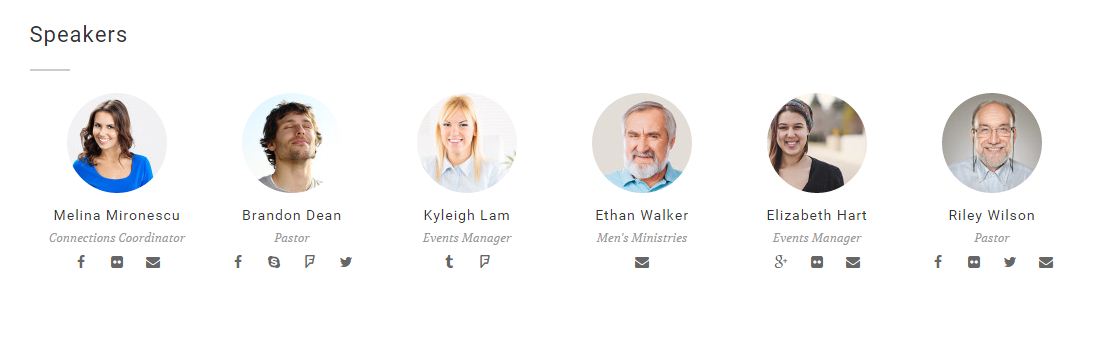 Speakers
Melina Mironescu
Connections Coordinator
Brandon Dean
Pastor
Kyleigh Lam
Events Manager
Ethan Walker
Men's Ministries
Elizabeth Hart
Events Manager
Riley Wilson
Pastor